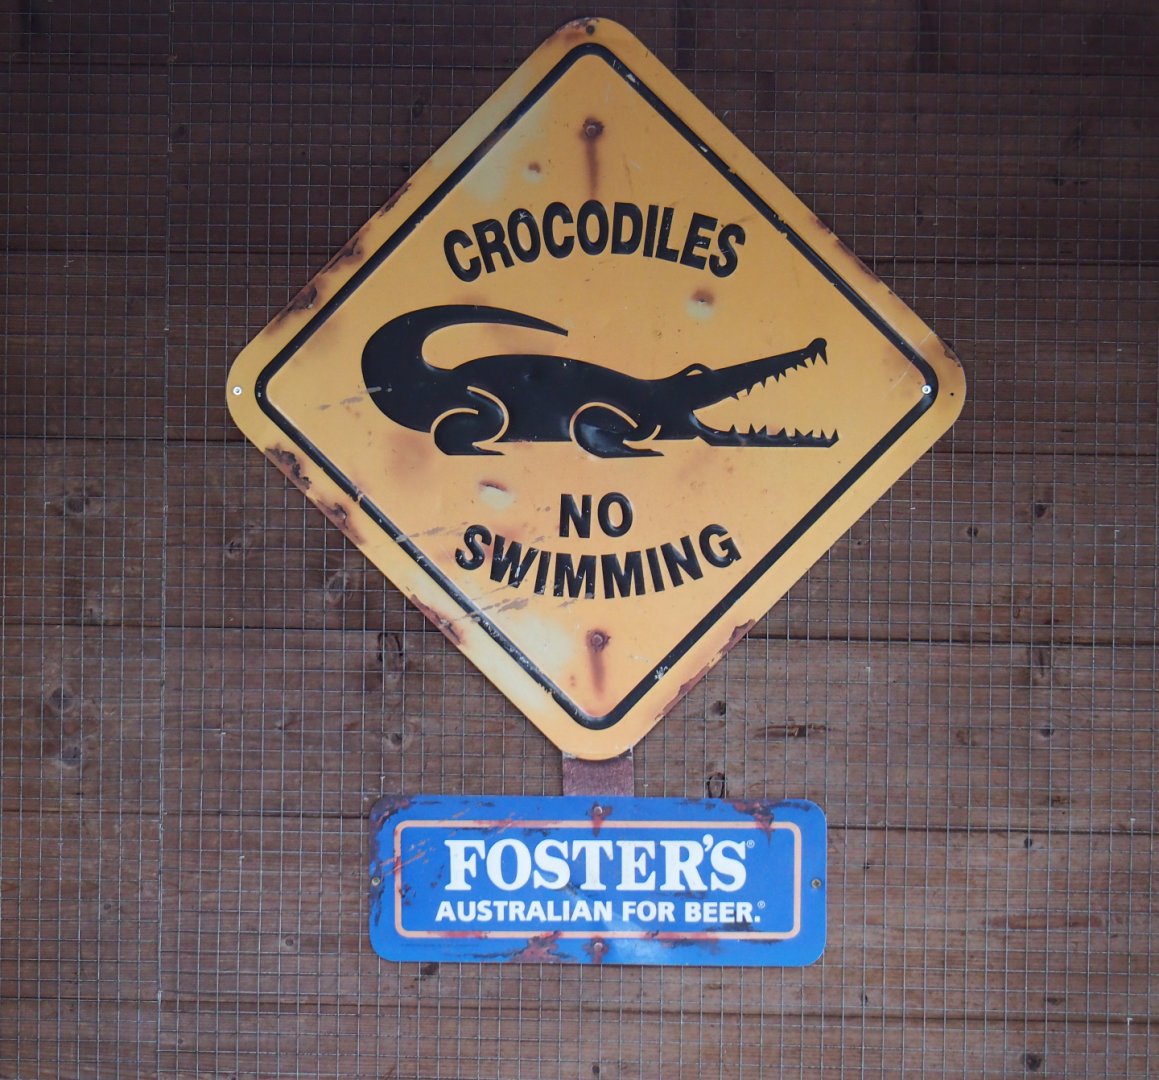 CROCODILES
NO
SWIMMING
FOSTER'S®
AUSTRALIAN FOR BEER.®